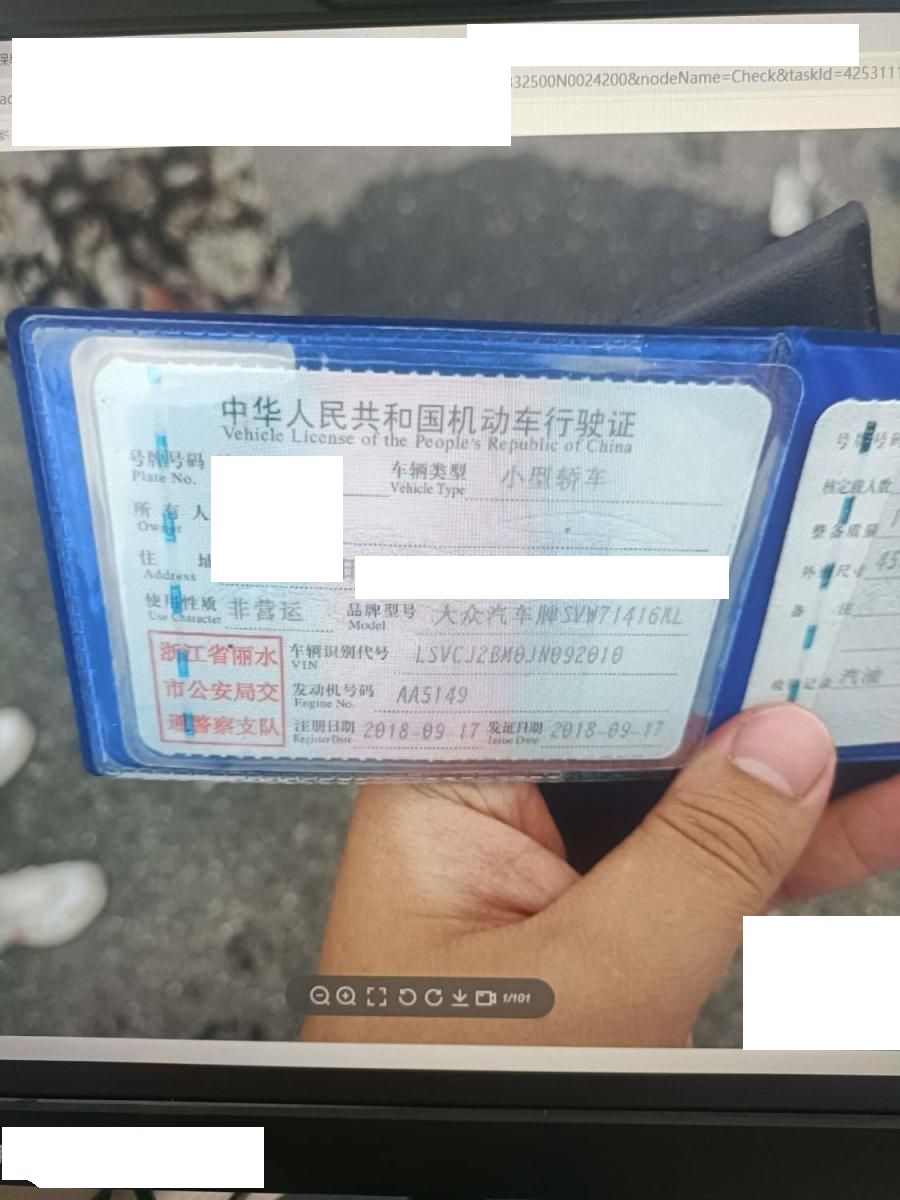 332500N0024200&nodeName=Check&taskId=4253111
中华人民共和国机动车行驶证
Vehicle License of the People's Republic of China
号牌号码
Plate No.
车辆类型 小型轿车
Vehicle Type
所有人
Owner
住 址
Address
使用性质 非营运
Use Character
品牌型号 大众汽车牌SVW71416KL
Model
浙江省丽水
市公安局交
通警察支队
车辆识别代号 LSVCJ2BM0JN092010
VIN
发动机号码 AA5149
Engine No.
注册日期 2018-09-17 发证日期 2018-09-17
Register Date Issue Date
号牌号码
核定载人数
整备质量
外廓尺寸 45
备 注
检验记录 汽油
1/101